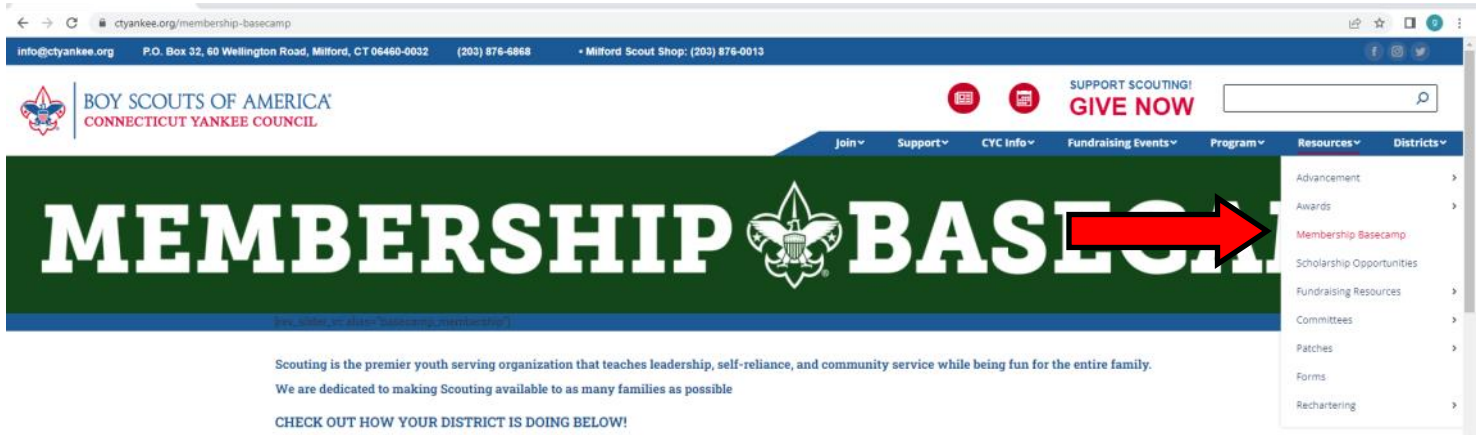 ctyankee.org/membership-basecamp
info@ctyankee.org P.O. Box 32, 60 Wellington Road, Milford, CT 06460-0032 (203) 876-6868 • Milford Scout Shop: (203) 876-0013
BOY SCOUTS OF AMERICA®
CONNECTICUT YANKEE COUNCIL
SUPPORT SCOUTING!
GIVE NOW
Join Support CYC Info Fundraising Events Program Resources Districts
MEMBERSHIP BASECA
Advancement
Awards
Membership Basecamp
Scholarship Opportunities
Fundraising Resources
Committees
Patches
Forms
Rechartering
[rev_slider_vc alias="basecamp_membership"]
Scouting is the premier youth serving organization that teaches leadership, self-reliance, and community service while being fun for the entire family.
We are dedicated to making Scouting available to as many families as possible
CHECK OUT HOW YOUR DISTRICT IS DOING BELOW!